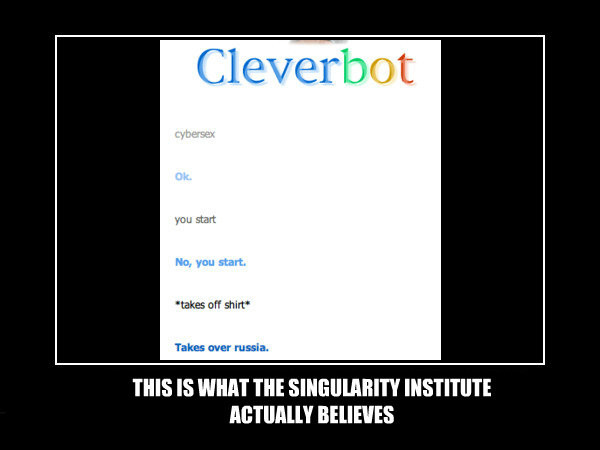 Cleverbot
cybersex
Ok.
you start
No, you start.
*takes off shirt*
Takes over russia.
THIS IS WHAT THE SINGULARITY INSTITUTE
ACTUALLY BELIEVES